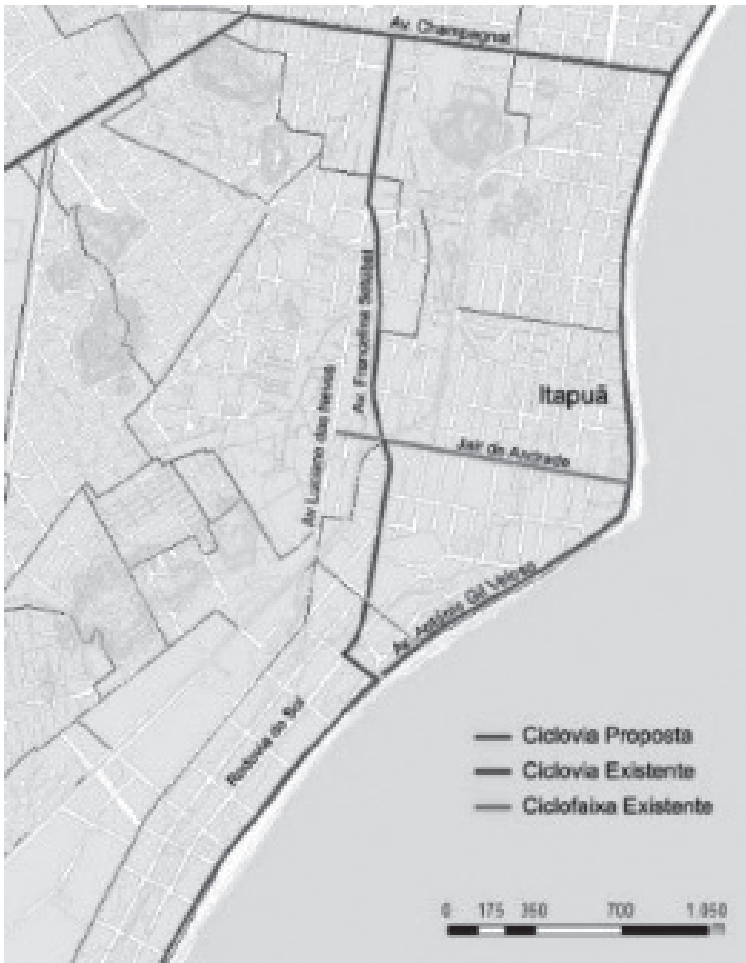 Av. Champagnat
Av. Francelina Setúbal
Av Luciano das Neves
Itapuã
Jair de Andrade
Av. Antônio Gil Veloso
Rodovia do Sol
Ciclovia Proposta
Ciclovia Existente
Ciclofaixa Existente
0 175 350 700 1.050
m